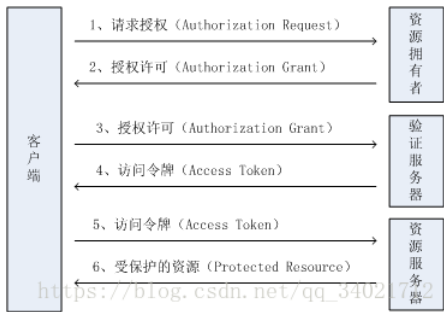 客户端
1、请求授权（Authorization Request）
2、授权许可（Authorization Grant）
资源拥有者
3、授权许可（Authorization Grant）
4、访问令牌（Access Token）
验证服务器
5、访问令牌（Access Token）
6、受保护的资源（Protected Resource）
资源服务器
https://blog.csdn.net/qq_34021712